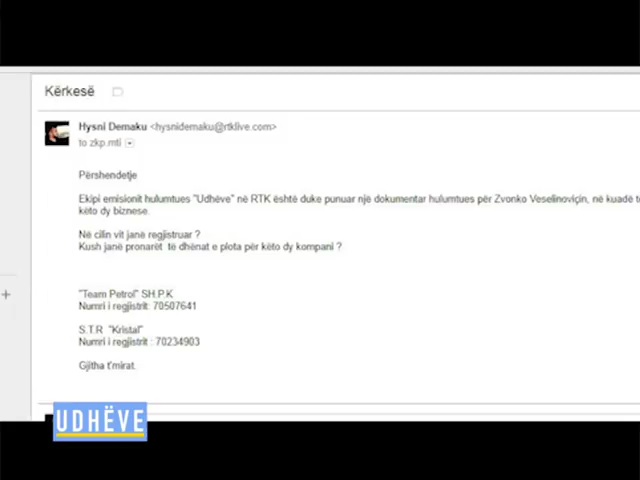 Kërkesë
Hysni Demaku <hysnidemaku@rtklive.com>
to zkp.mti
Përshendetje
Ekipi emisionit hulumtues "Udhëve" në RTK është duke punuar një dokumentar hulumtues për Zvonko Veselinoviçin, në kuadë
këto dy biznese.
Në cilin vit janë regjistruar ?
Kush janë pronarët të dhënat e plota për këto dy kompani ?
"Team Petrol" SH.P.K
Numri i regjistrit: 70507641
S.T.R "Kristal"
Numri i regjistrit : 70234903
Gjitha t'mirat.
UDHËVE